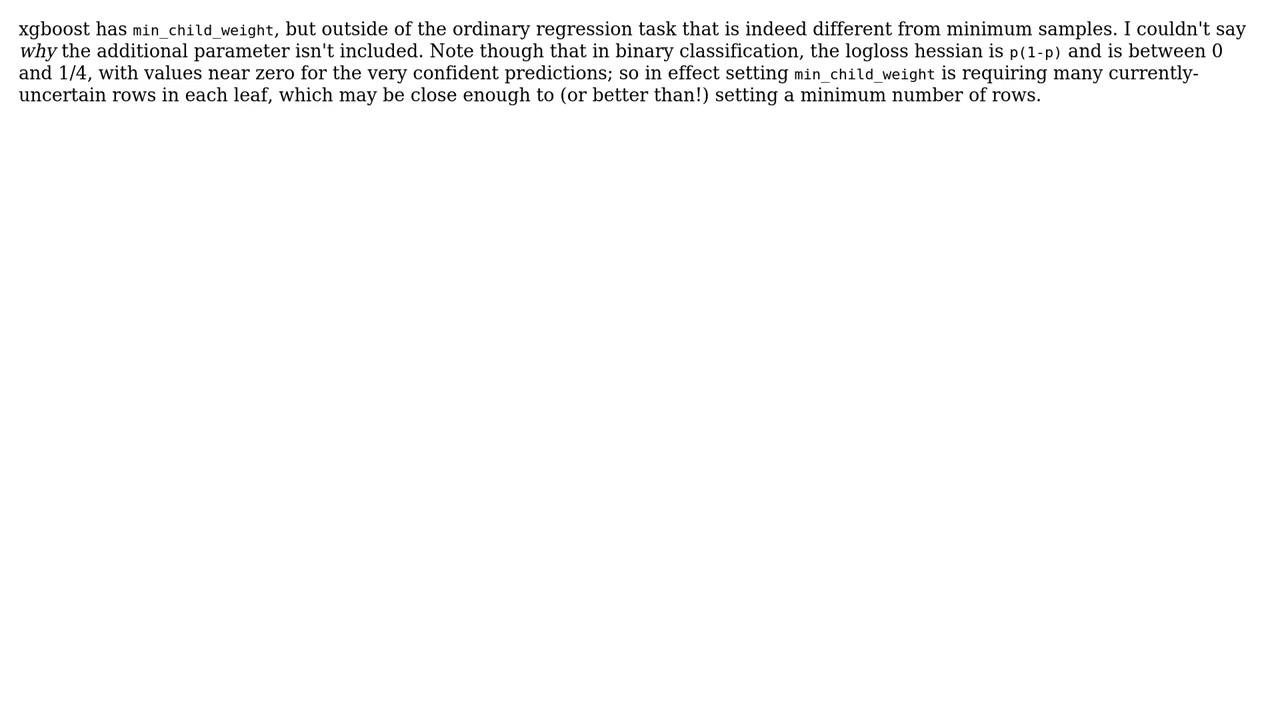 xgboost has min_child_weight, but outside of the ordinary regression task that is indeed different from minimum samples. I couldn't say
why the additional parameter isn't included. Note though that in binary classification, the logloss hessian is p(1-p) and is between 0
and 1/4, with values near zero for the very confident predictions; so in effect setting min_child_weight is requiring many currently-
uncertain rows in each leaf, which may be close enough to (or better than!) setting a minimum number of rows.